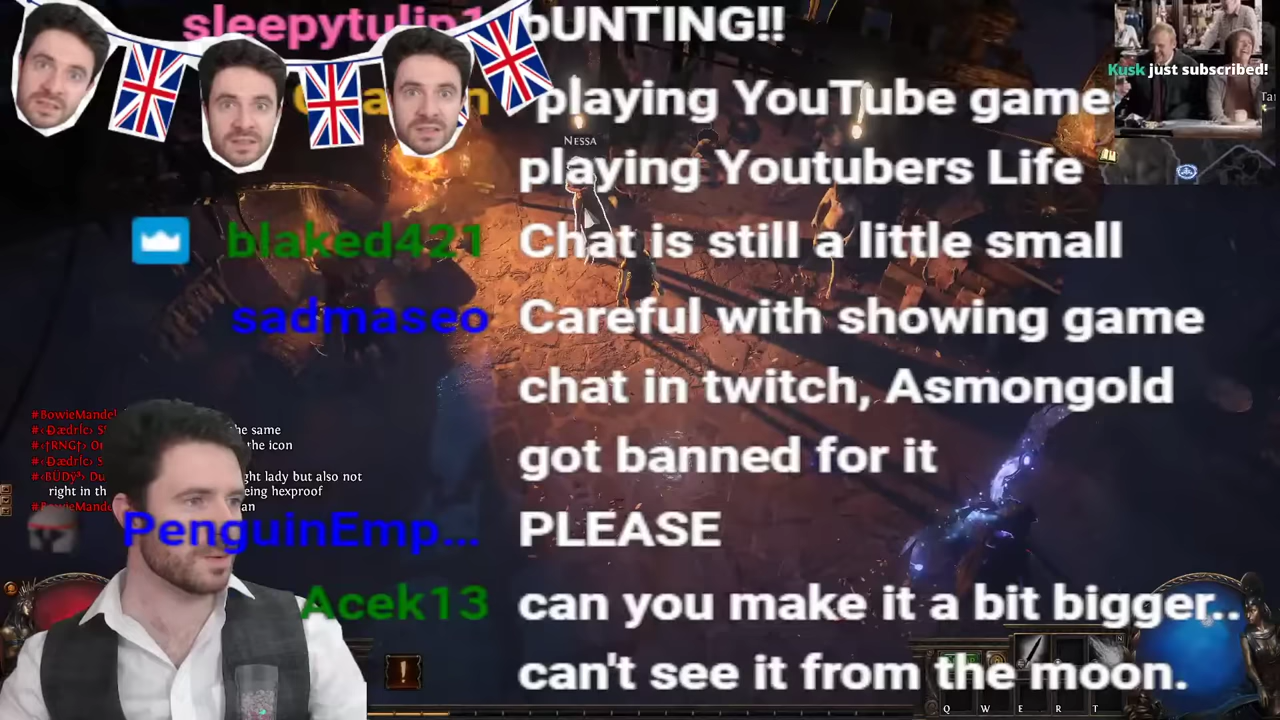 sleepytulip1 bUNTING!!
Kusk just subscribed!
playing YouTube game
NESSA
playing Youtubers Life
blaked421 Chat is still a little small
sadmaseo Careful with showing game
chat in twitch, Asmongold
got banned for it
#BowieMandel
he same
the icon
ght lady but also not
right in th
eing hexproof
an
PenguinEmp... PLEASE
Acek13 can you make it a bit bigger..
can't see it from the moon.
Q W E R T